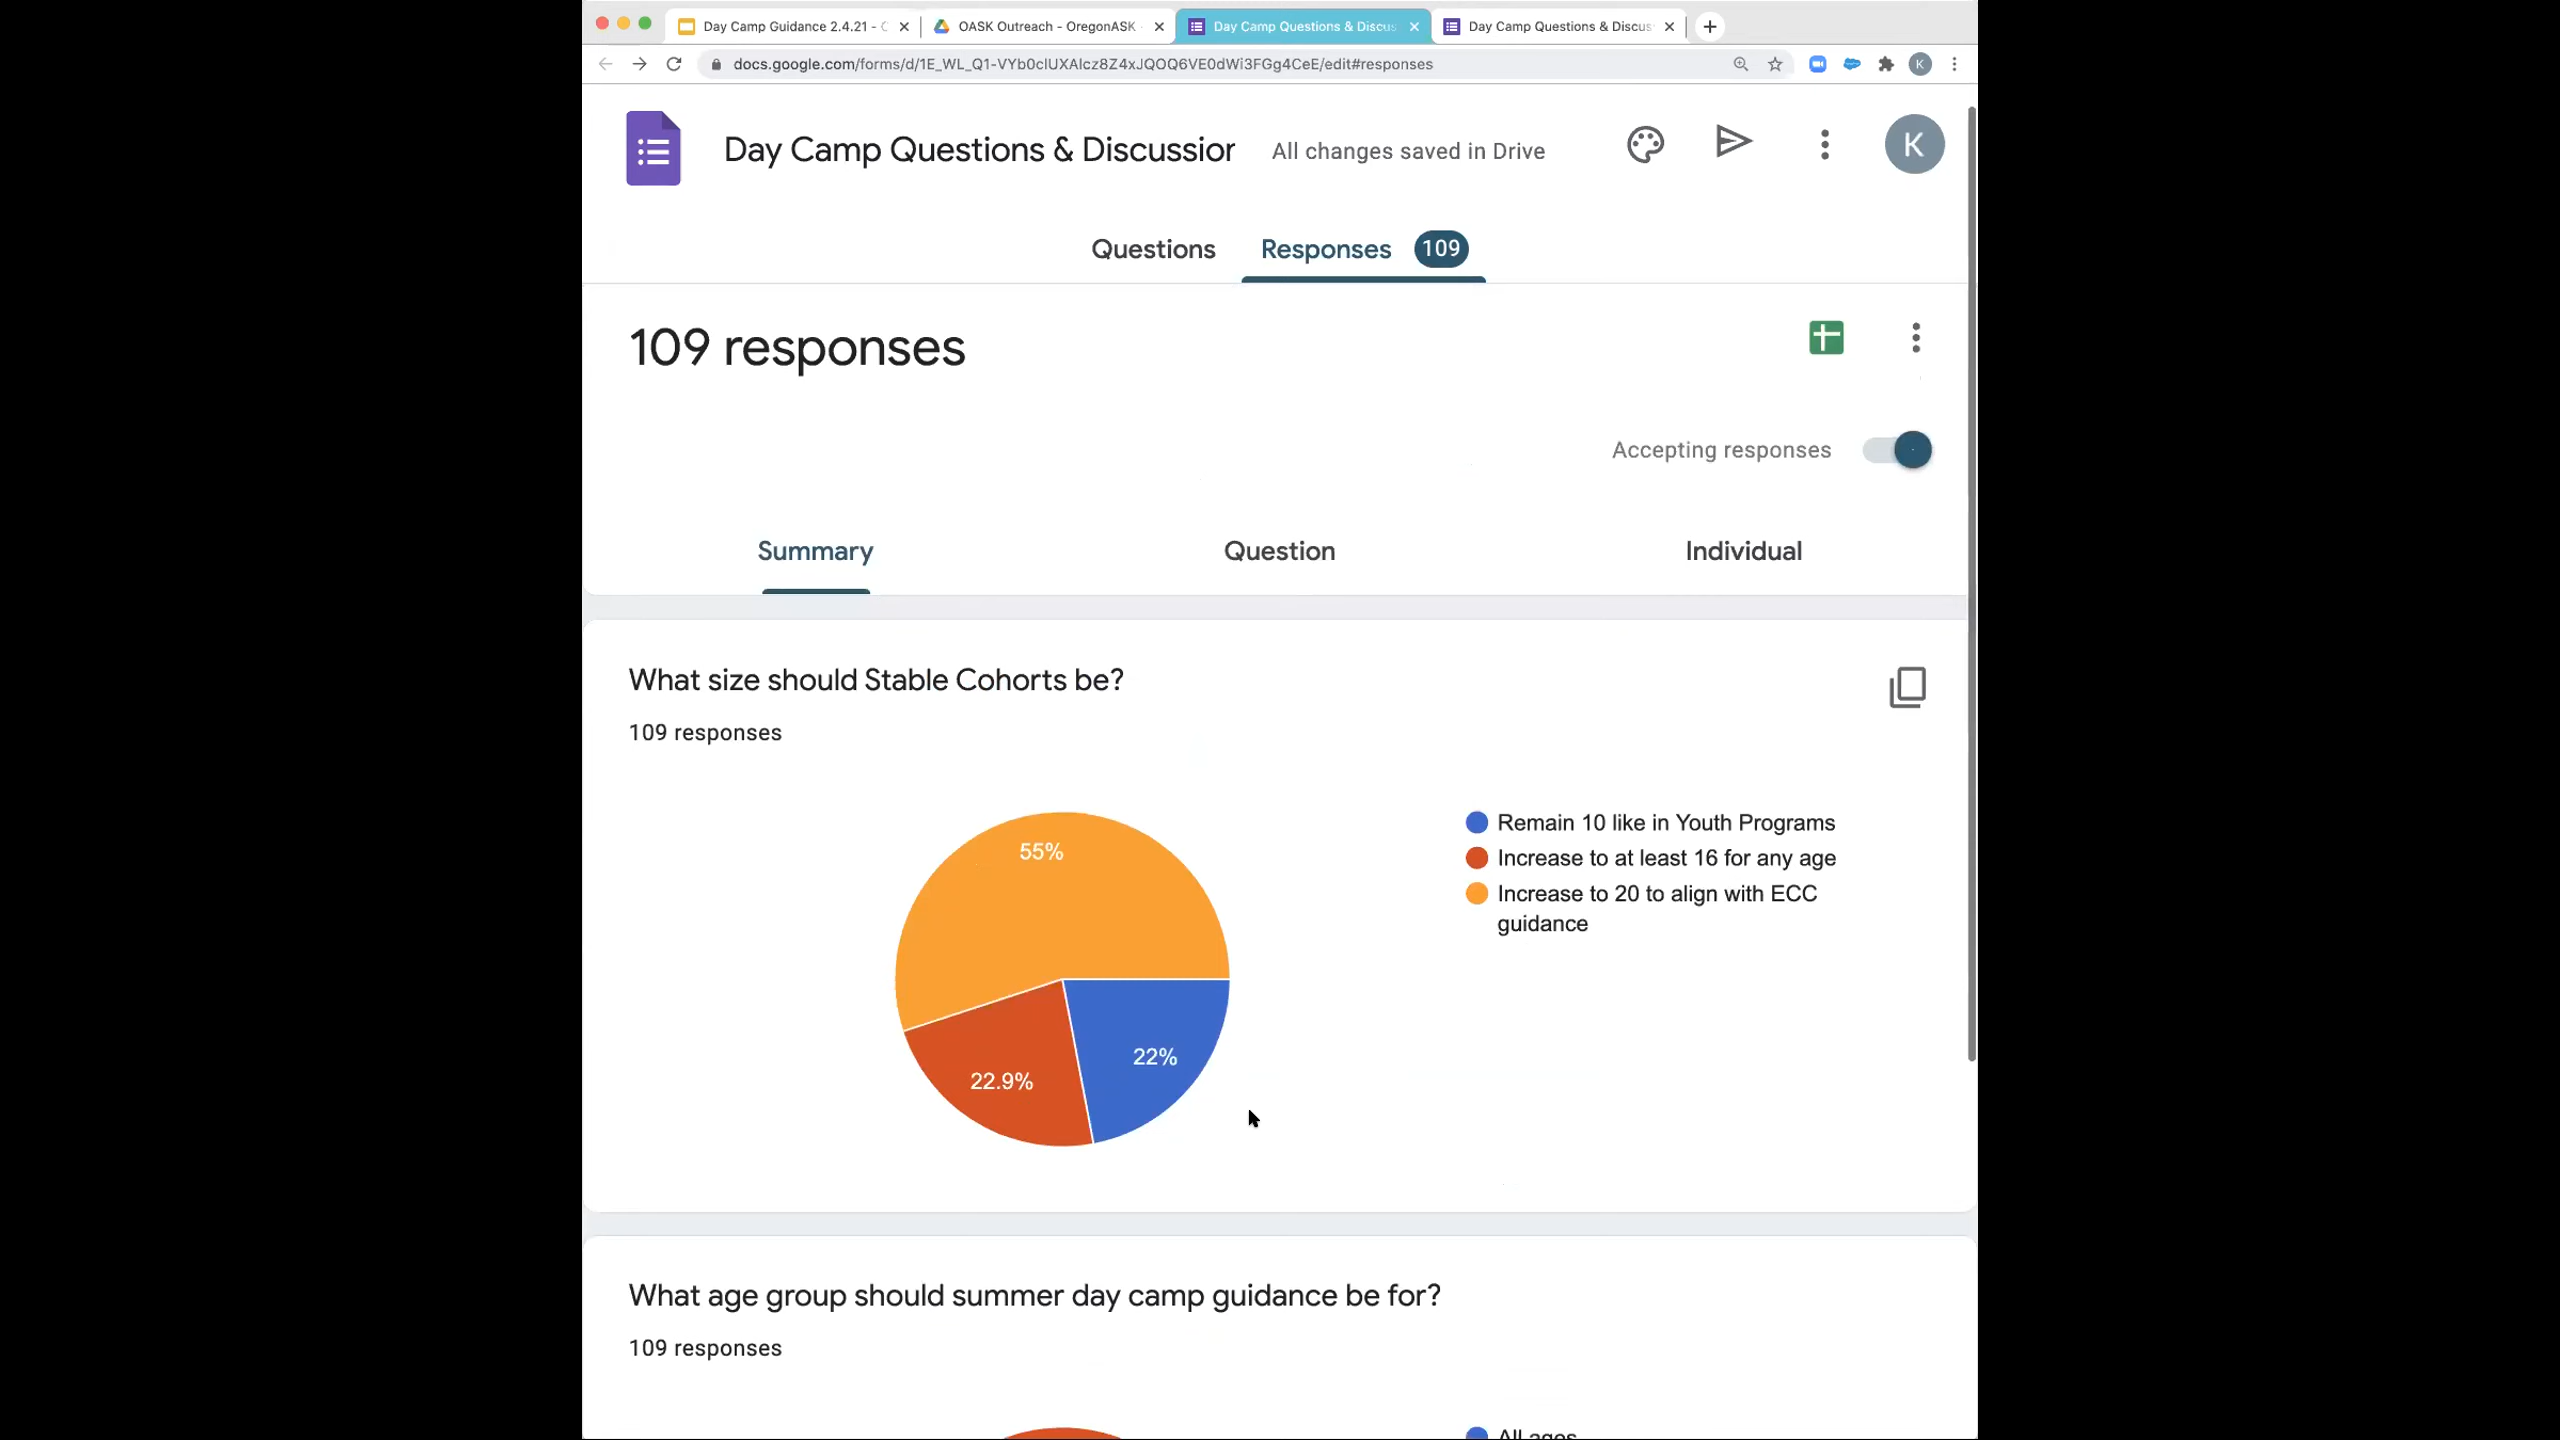 Day Camp Guidance 2.4.21 -
OASK Outreach - OregonASK
Day Camp Questions & Discus
Day Camp Questions & Discus
docs.google.com/forms/d/1E_WL_Q1-VYb0clUXAlcz8Z4xJQOQ6VE0dWi3FGg4CeE/edit#responses
K
Day Camp Questions & Discussior
All changes saved in Drive
K
Questions
Responses 109
109 responses
Accepting responses
Summary
Question
Individual
What size should Stable Cohorts be?
109 responses
55%
22%
22.9%
Remain 10 like in Youth Programs
Increase to at least 16 for any age
Increase to 20 to align with ECC
guidance
What age group should summer day camp guidance be for?
109 responses
All ages